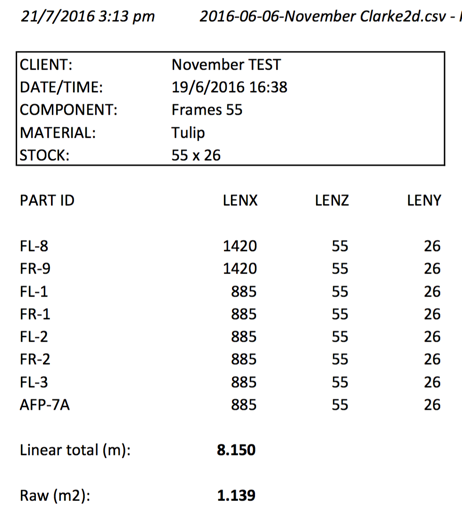 21/7/2016 3:13 pm 2016-06-06-November Clarke2d.csv -
CLIENT: November TEST
DATE/TIME: 19/6/2016 16:38
COMPONENT: Frames 55
MATERIAL: Tulip
STOCK: 55 x 26
PART ID LENX LENZ LENY
FL-8 1420 55 26
FR-9 1420 55 26
FL-1 885 55 26
FR-1 885 55 26
FL-2 885 55 26
FR-2 885 55 26
FL-3 885 55 26
AFP-7A 885 55 26
Linear total (m): 8.150
Raw (m2): 1.139